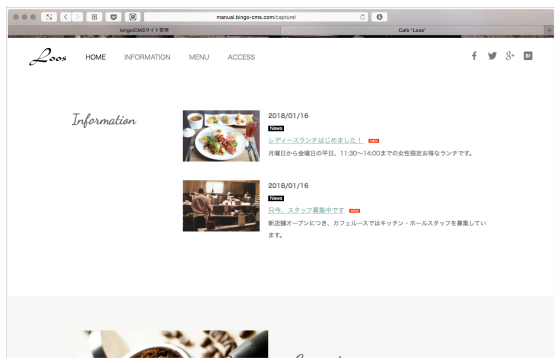 manual.bingo-cms.com/capture/
bingo!CMSサイト管理
Cafe "Loos"
Loos
HOME
INFORMATION
MENU
ACCESS
Information
2018/01/16
News
レディースランチはじめました！
月曜日から金曜日の平日、11:30〜14:00までの女性限定お得なランチです。
2018/01/16
News
只今、スタッフ募集中です
新店舗オープンにつき、カフェルースではキッチン・ホールスタッフを募集してい
ます。